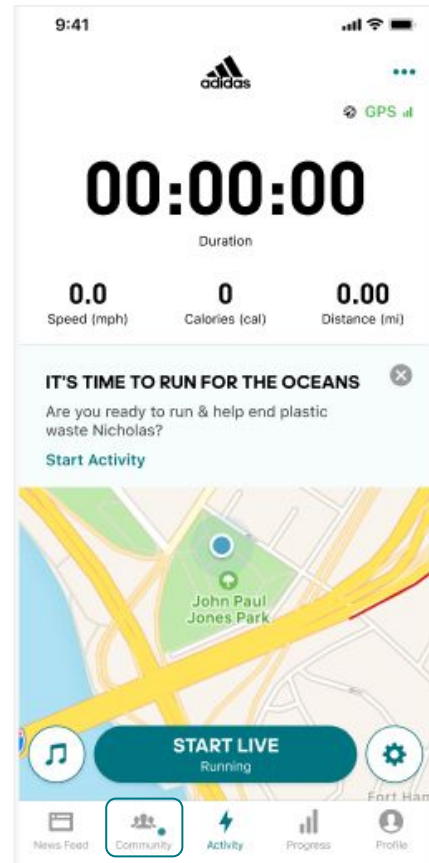 9:41
adidas
GPS
00:00:00
Duration
0.0 0 0.00
Speed (mph) Calories (cal) Distance (mi)
IT'S TIME TO RUN FOR THE OCEANS
Are you ready to run & help end plastic
waste Nicholas?
Start Activity
John Paul
Jones Park
START LIVE
Running
Fort Ham
News Feed Community Activity Progress Profile